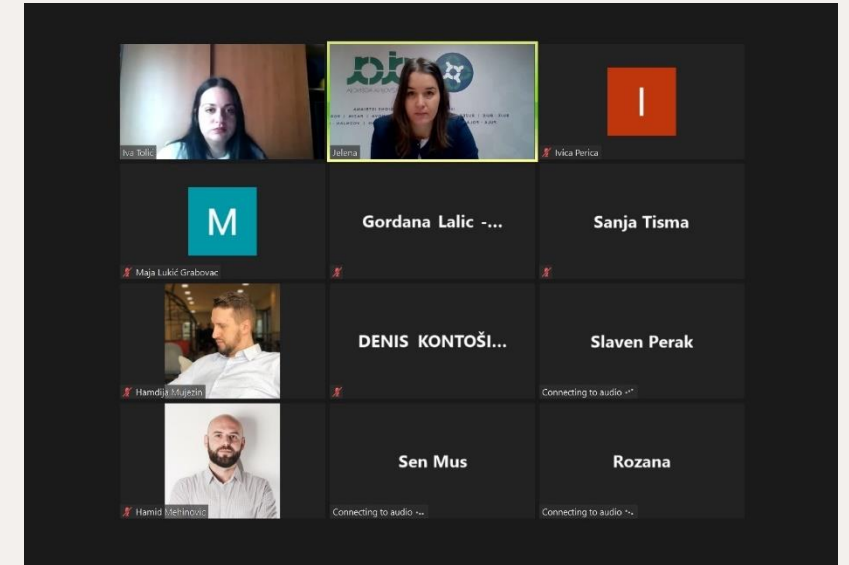 Iva Tolic
Jelena
I
Ivica Perica
M
Maja Lukić Grabovac
Gordana Lalic -...
Sanja Tisma
Hamdija Mujezin
DENIS KONTOŠI...
Slaven Perak
Connecting to audio
Hamid Mehinovic
Sen Mus
Connecting to audio
Rozana
Connecting to audio